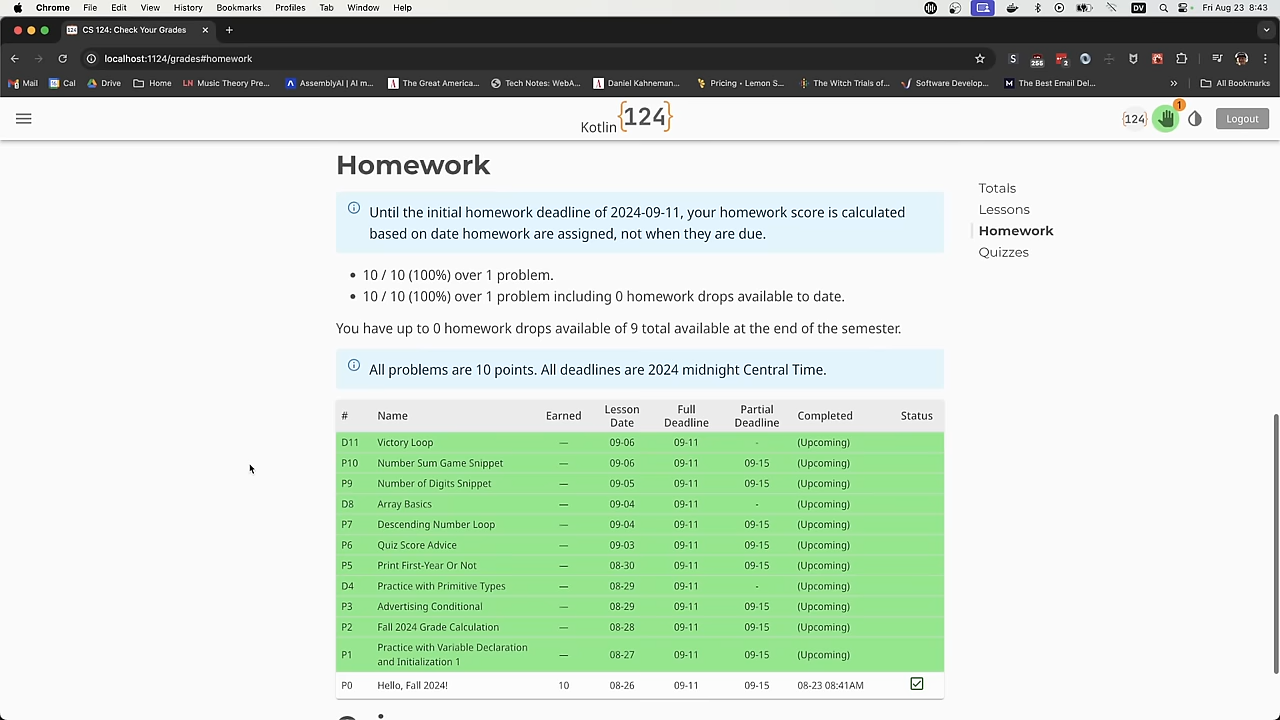 Chrome File Edit View History Bookmarks Profiles Tab Window Help DV Fri Aug 23 8:43
CS 124: Check Your Grades
localhost:1124/grades#homework
Mail Cal Drive Home LN Music Theory Pre... AssemblyAI | AI m... The Great America... Tech Notes: WebA... Daniel Kahneman... Pricing • Lemon S... The Witch Trials of... Software Develop... The Best Email Del... » All Bookmarks
Kotlin {124} {124} 1 Logout
Homework
Until the initial homework deadline of 2024-09-11, your homework score is calculated
based on date homework are assigned, not when they are due.
• 10 / 10 (100%) over 1 problem.
• 10 / 10 (100%) over 1 problem including 0 homework drops available to date.
You have up to 0 homework drops available of 9 total available at the end of the semester.
All problems are 10 points. All deadlines are 2024 midnight Central Time.
# Name Earned Lesson Date Full Deadline Partial Deadline Completed Status
D11 Victory Loop — 09-06 09-11 - (Upcoming)
P10 Number Sum Game Snippet — 09-06 09-11 09-15 (Upcoming)
P9 Number of Digits Snippet — 09-05 09-11 09-15 (Upcoming)
D8 Array Basics — 09-04 09-11 - (Upcoming)
P7 Descending Number Loop — 09-04 09-11 09-15 (Upcoming)
P6 Quiz Score Advice — 09-03 09-11 09-15 (Upcoming)
P5 Print First-Year Or Not — 08-30 09-11 09-15 (Upcoming)
D4 Practice with Primitive Types — 08-29 09-11 - (Upcoming)
P3 Advertising Conditional — 08-29 09-11 09-15 (Upcoming)
P2 Fall 2024 Grade Calculation — 08-28 09-11 09-15 (Upcoming)
P1 Practice with Variable Declaration and Initialization 1 — 08-27 09-11 09-15 (Upcoming)
P0 Hello, Fall 2024! 10 08-26 09-11 09-15 08-23 08:41AM
Totals
Lessons
Homework
Quizzes